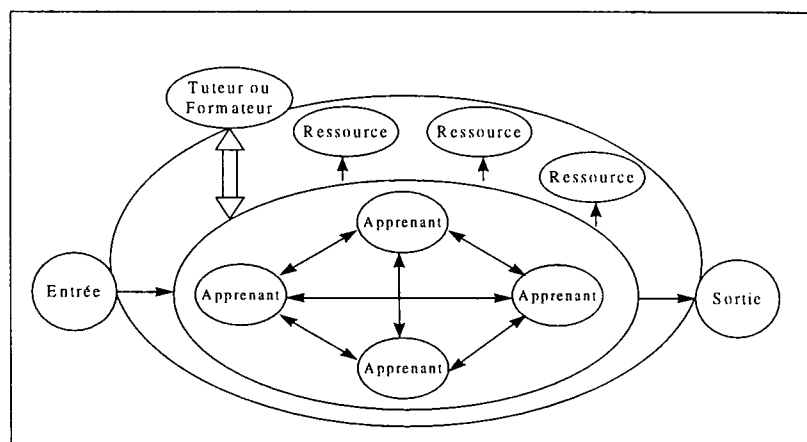 Tuteur ou
Formateur
Ressource
Ressource
Ressource
Apprenant
Entrée
Apprenant
Apprenant
Sortie
Apprenant